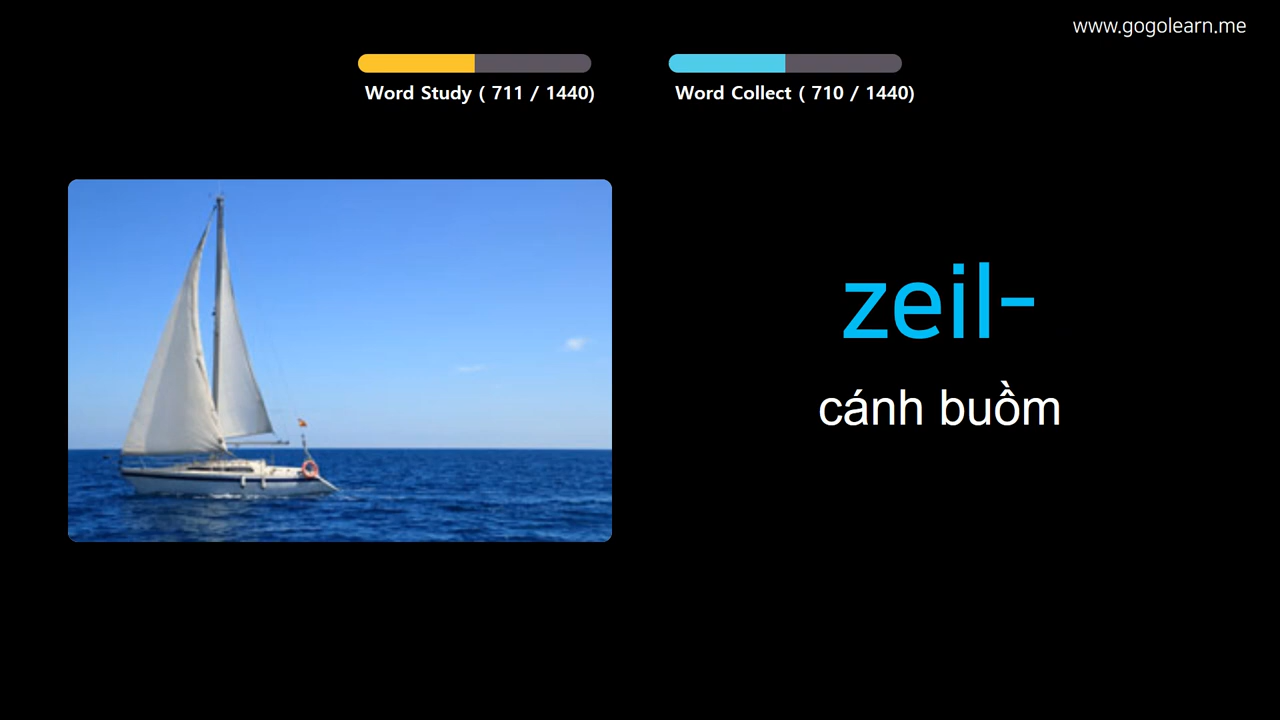 www.gogolearn.me
Word Study ( 711 / 1440)
Word Collect ( 710 / 1440)
zeil-
cánh buồm